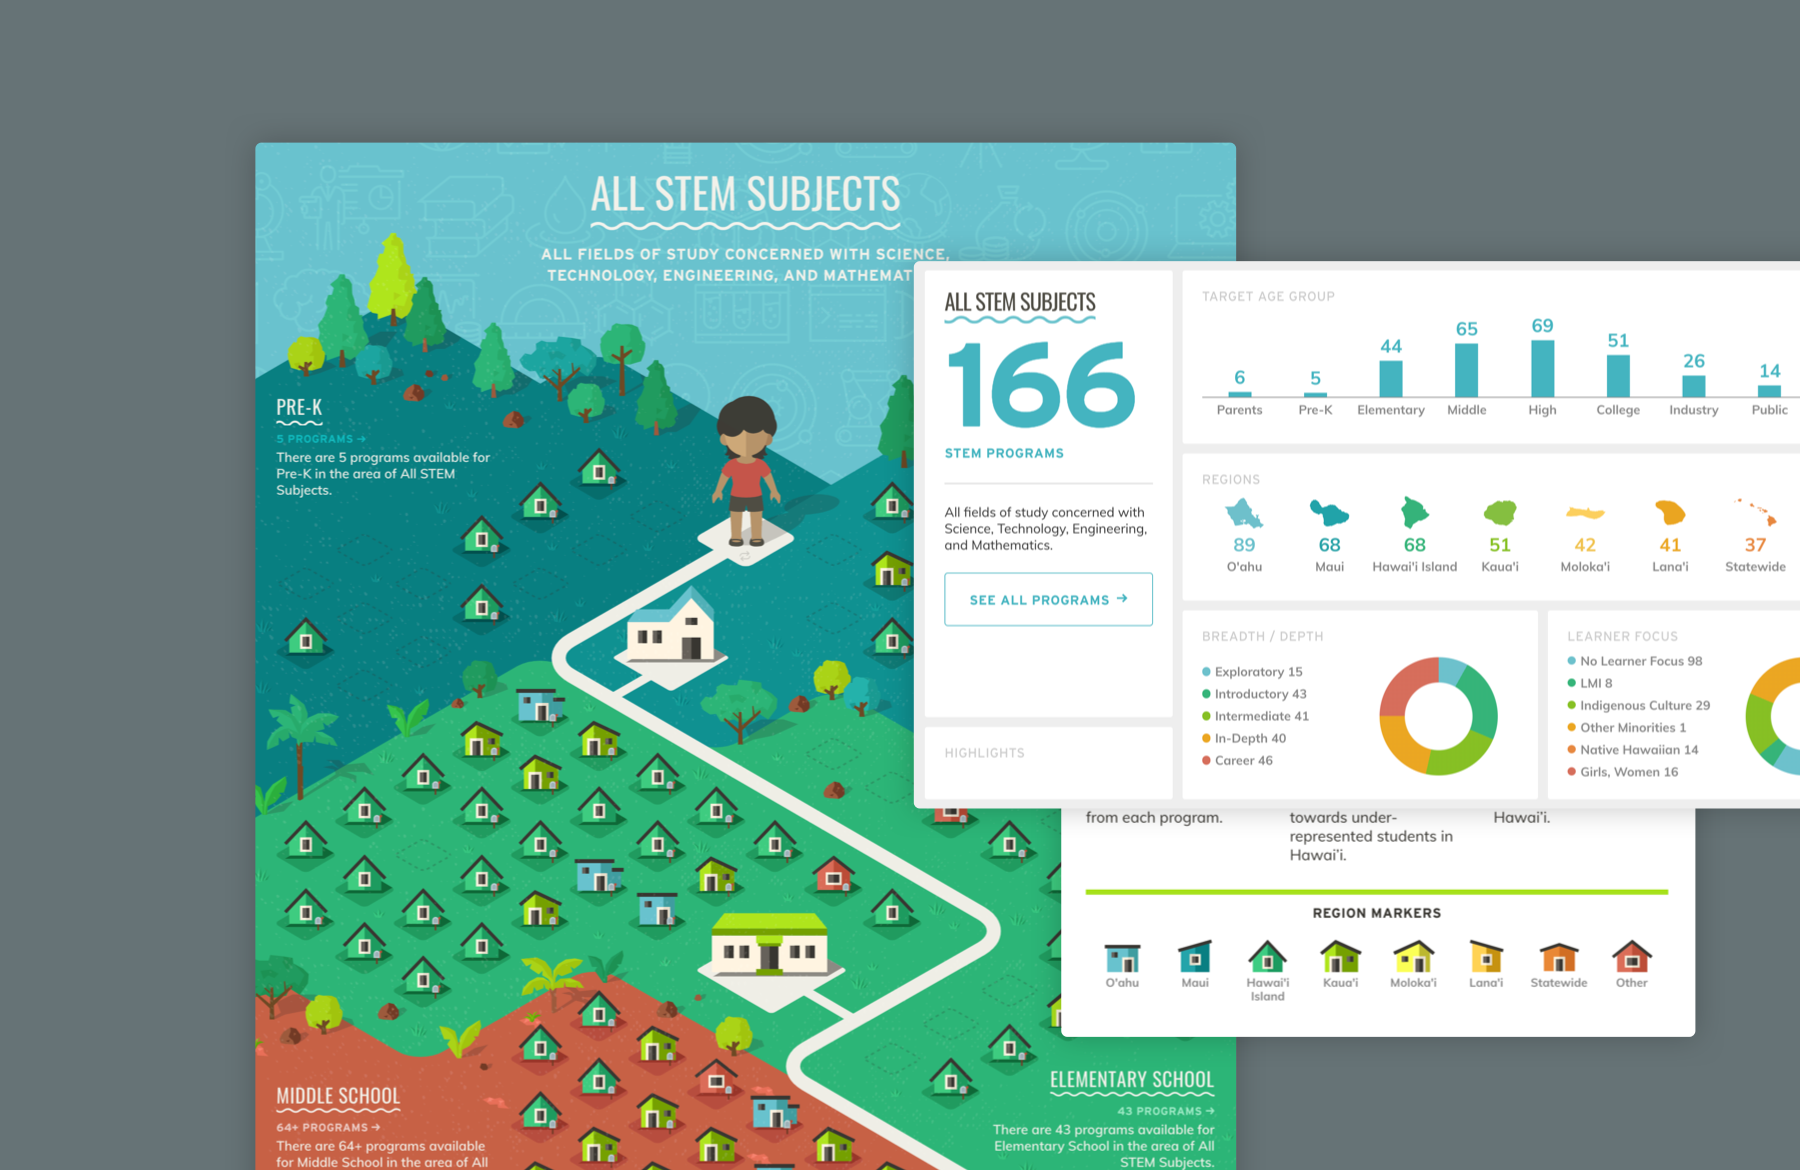 ALL STEM SUBJECTS
ALL FIELDS OF STUDY CONCERNED WITH SCIENCE,
TECHNOLOGY, ENGINEERING, AND MATHEMAT
PRE-K
5 PROGRAMS →
There are 5 programs available for
Pre-K in the area of All STEM
Subjects.
MIDDLE SCHOOL
64+ PROGRAMS →
There are 64+ programs available
for Middle School in the area of All
ELEMENTARY SCHOOL
43 PROGRAMS →
There are 43 programs available for
Elementary School in the area of All
STEM Subjects.
ALL STEM SUBJECTS
166
STEM PROGRAMS
All fields of study concerned with
Science, Technology, Engineering,
and Mathematics.
SEE ALL PROGRAMS →
HIGHLIGHTS
TARGET AGE GROUP
6 5 44 65 69 51 26 14
Parents Pre-K Elementary Middle High College Industry Public
REGIONS
89 68 68 51 42 41 37
O'ahu Maui Hawai'i Island Kaua'i Moloka'i Lana'i Statewide
BREADTH / DEPTH
Exploratory 15
Introductory 43
Intermediate 41
In-Depth 40
Career 46
LEARNER FOCUS
No Learner Focus 98
LMI 8
Indigenous Culture 29
Other Minorities 1
Native Hawaiian 14
Girls, Women 16
from each program.
towards under-
represented students in
Hawai'i.
Hawai'i.
REGION MARKERS
O'ahu Maui Hawai'i Kaua'i Moloka'i Lana'i Statewide Other
Island